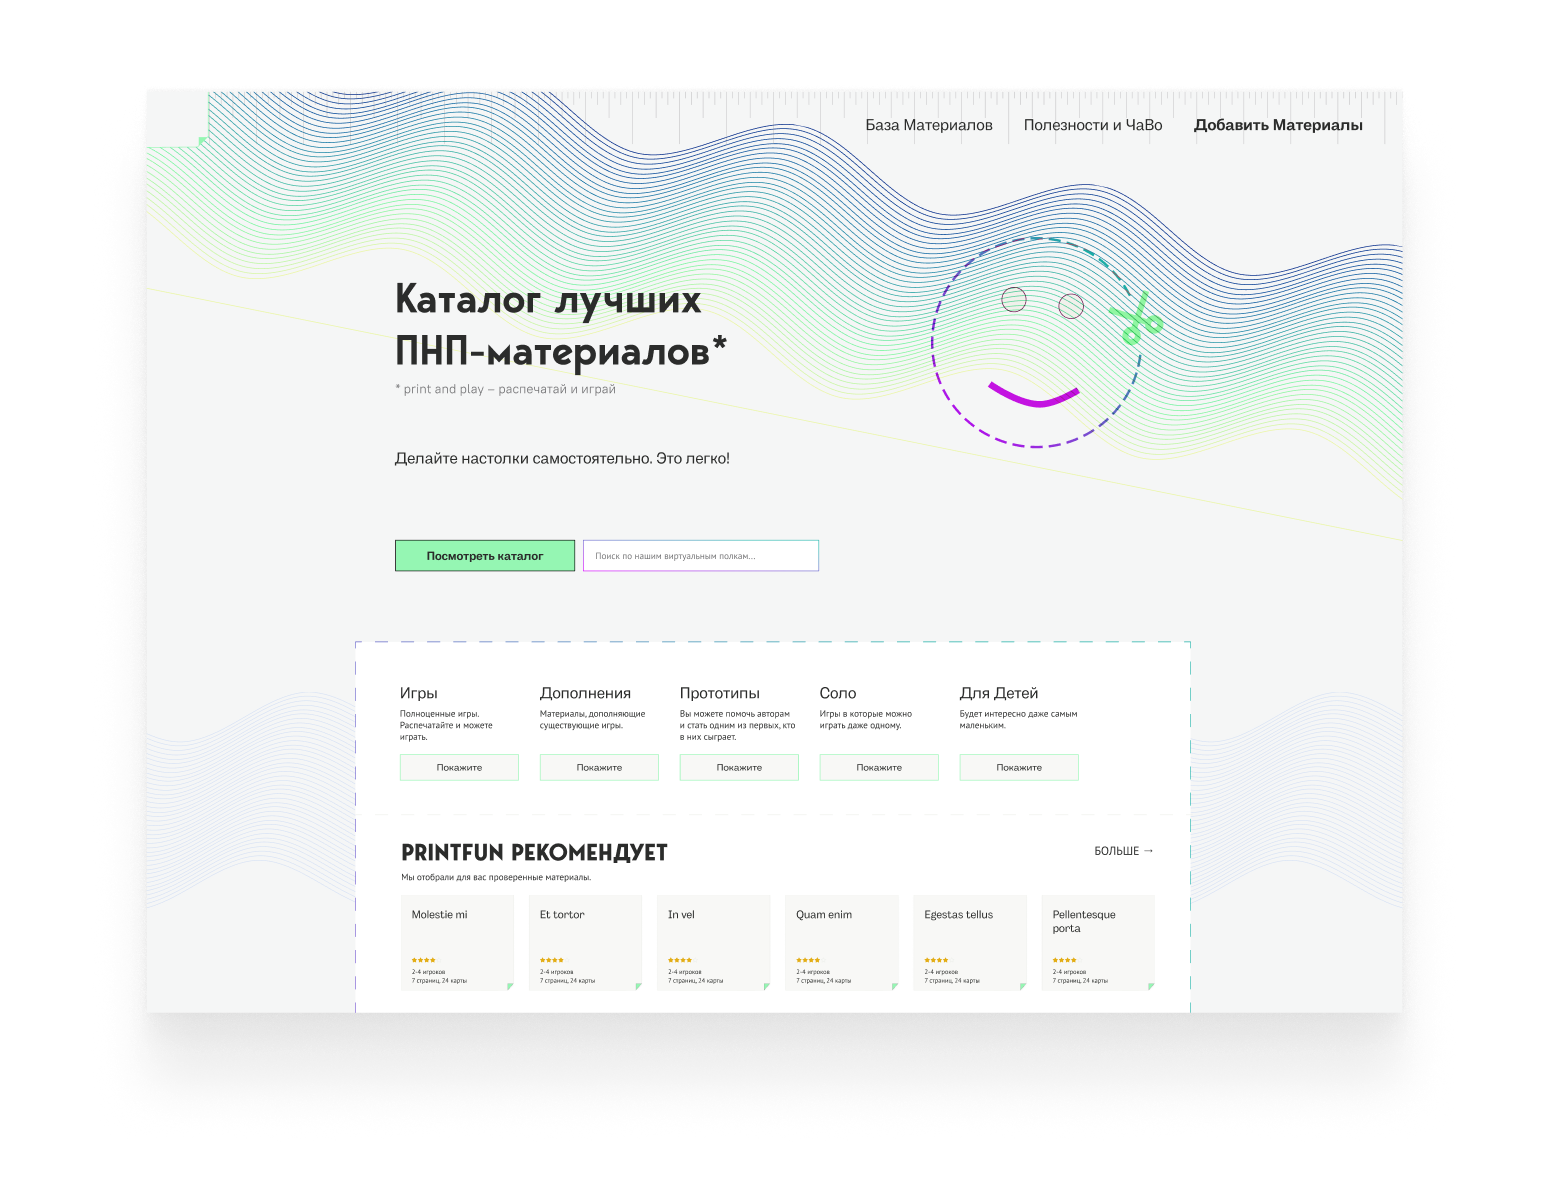 База Материалов
Полезности и ЧаВо
Добавить Материалы
Каталог лучших
ПНП-материалов*
* print and play – распечатай и играй
Делайте настолки самостоятельно. Это легко!
Посмотреть каталог
Поиск по нашим виртуальным полкам...
Игры
Полноценные игры.
Распечатайте и можете
играть.
Покажите
Дополнения
Материалы, дополняющие
существующие игры.
Покажите
Прототипы
Вы можете помочь авторам
и стать одним из первых, кто
в них сыграет.
Покажите
Соло
Игры в которые можно
играть даже одному.
Покажите
Для Детей
Будет интересно даже самым
маленьким.
Покажите
PRINTFUN РЕКОМЕНДУЕТ
БОЛЬШЕ →
Мы отобрали для вас проверенные материалы.
Molestie mi
2-4 игроков
7 страниц, 24 карты
Et tortor
2-4 игроков
7 страниц, 24 карты
In vel
2-4 игроков
7 страниц, 24 карты
Quam enim
2-4 игроков
7 страниц, 24 карты
Egestas tellus
2-4 игроков
7 страниц, 24 карты
Pellentesque
porta
2-4 игроков
7 страниц, 24 карты